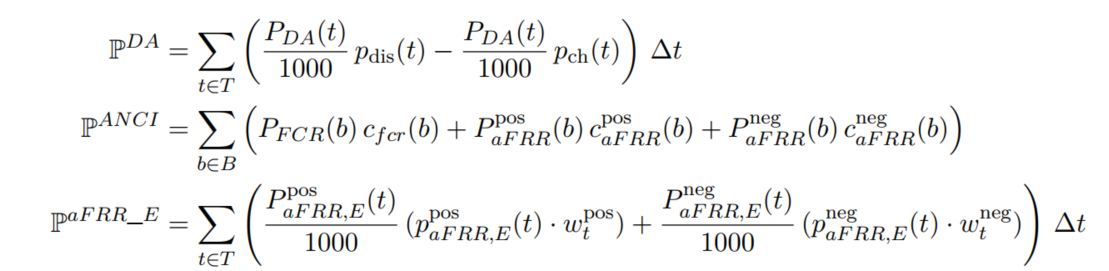 \mathbb{P}^{DA} = \sum_{t \in T} \left( \frac{P_{DA}(t)}{1000} p_{\text{dis}}(t) - \frac{P_{DA}(t)}{1000} p_{\text{ch}}(t) \right) \Delta t
\mathbb{P}^{ANCI} = \sum_{b \in B} \left( P_{FCR}(b) c_{fcr}(b) + P_{aFRR}^{\text{pos}}(b) c_{aFRR}^{\text{pos}}(b) + P_{aFRR}^{\text{neg}}(b) c_{aFRR}^{\text{neg}}(b) \right)
\mathbb{P}^{aFRR\_E} = \sum_{t \in T} \left( \frac{P_{aFRR,E}^{\text{pos}}(t)}{1000} (p_{aFRR,E}^{\text{pos}}(t) \cdot w_t^{\text{pos}}) + \frac{P_{aFRR,E}^{\text{neg}}(t)}{1000} (p_{aFRR,E}^{\text{neg}}(t) \cdot w_t^{\text{neg}}) \right) \Delta t